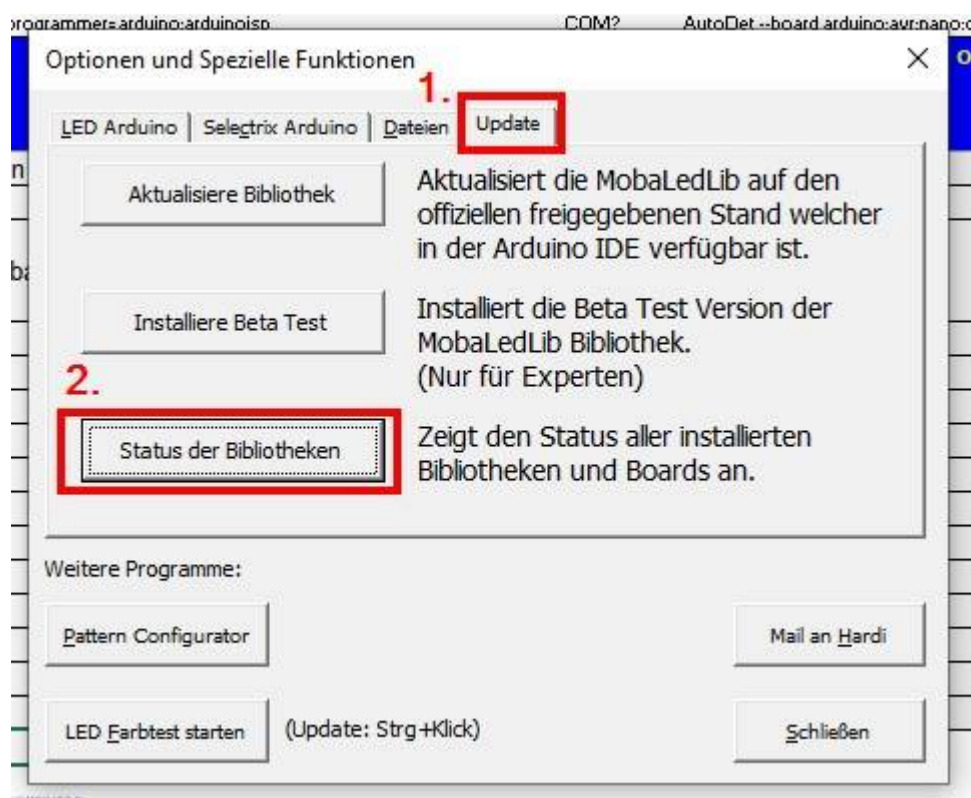 programmer=arduino:arduinoisp COM? AutoDet --board arduino:avr:nano:
Optionen und Spezielle Funktionen
1.
LED Arduino Selectrix Arduino Dateien Update
Aktualisiere Bibliothek
Aktualisiert die MobaLedLib auf den
offiziellen freigegebenen Stand welcher
in der Arduino IDE verfügbar ist.
Installiere Beta Test
Installiert die Beta Test Version der
MobaLedLib Bibliothek.
(Nur für Experten)
2.
Status der Bibliotheken
Zeigt den Status aller installierten
Bibliotheken und Boards an.
Weitere Programme:
Pattern Configurator
Mail an Hardi
LED Farbtest starten
(Update: Strg+Klick)
Schließen